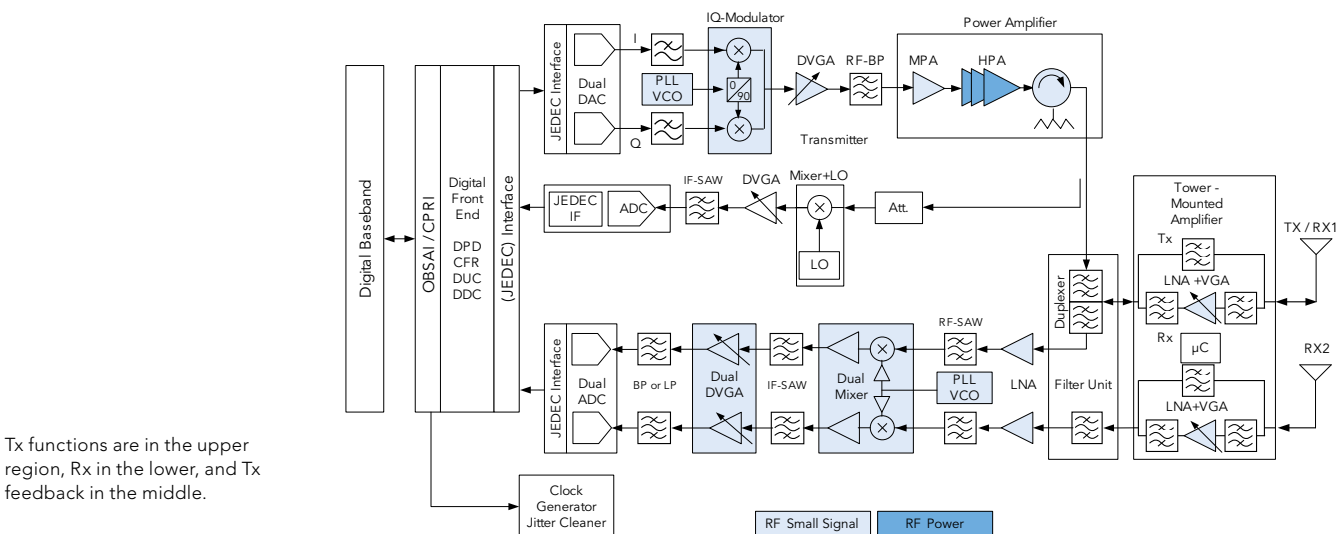 IQ-Modulator
Power Amplifier
JEDEC Interface
Dual
DAC
I
Q
PLL
VCO
0
90
DVGA
RF-BP
MPA
HPA
Transmitter
Digital Baseband
OBSAI / CPRI
Digital
Front
End
DPD
CFR
DUC
DDC
(JEDEC) Interface
JEDEC
IF
ADC
IF-SAW
DVGA
Mixer+LO
LO
Att.
Tower -
Mounted
Amplifier
Tx
LNA +VGA
Rx
µC
LNA+VGA
TX / RX1
RX2
Duplexer
Filter Unit
JEDEC Interface
Dual
ADC
BP or LP
Dual
DVGA
IF-SAW
Dual
Mixer
RF-SAW
PLL
VCO
LNA
Tx functions are in the upper
region, Rx in the lower, and Tx
feedback in the middle.
Clock
Generator
Jitter Cleaner
RF Small Signal
RF Power